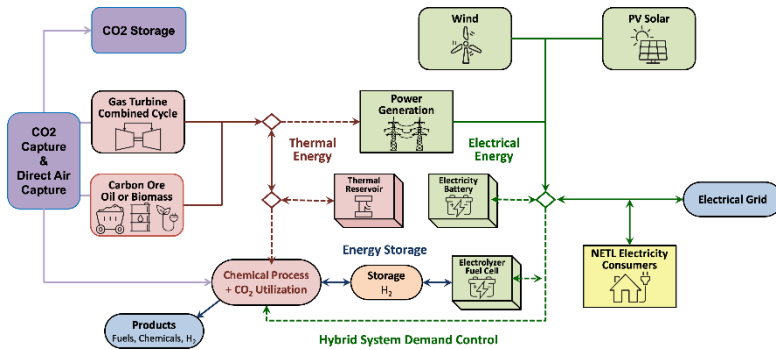 CO2 Storage
Wind
PV Solar
CO2
Capture
&
Direct Air
Capture
Gas Turbine
Combined Cycle
Power
Generation
Thermal
Energy
Electrical
Energy
Carbon Ore
Oil or Biomass
Thermal
Reservoir
Electricity
Battery
Electrical Grid
Energy Storage
Chemical Process
+ CO₂ Utilization
Storage
H₂
Electrolyzer
Fuel Cell
NETL Electricity
Consumers
Products
Fuels, Chemicals, H₂
Hybrid System Demand Control